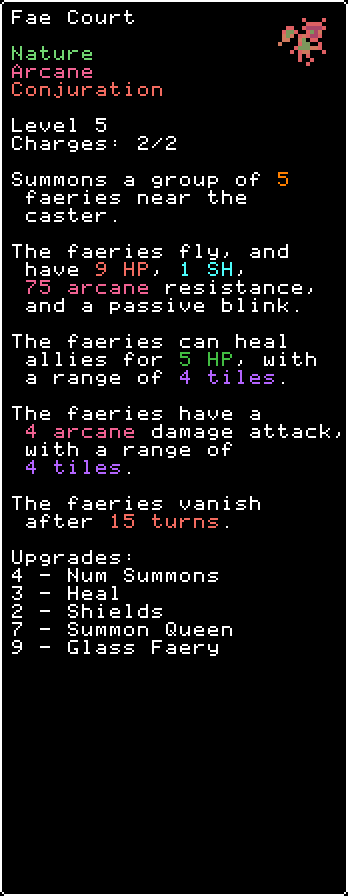 Fae Court
Nature
Arcane
Conjuration
Level 5
Charges: 2/2
Summons a group of 5
faeries near the
caster.
The faeries fly, and
have 9 HP, 1 SH,
75 arcane resistance,
and a passive blink.
The faeries can heal
allies for 5 HP, with
a range of 4 tiles.
The faeries have a
4 arcane damage attack,
with a range of
4 tiles.
The faeries vanish
after 15 turns.
Upgrades:
4 - Num Summons
3 - Heal
2 - Shields
7 - Summon Queen
9 - Glass Faery